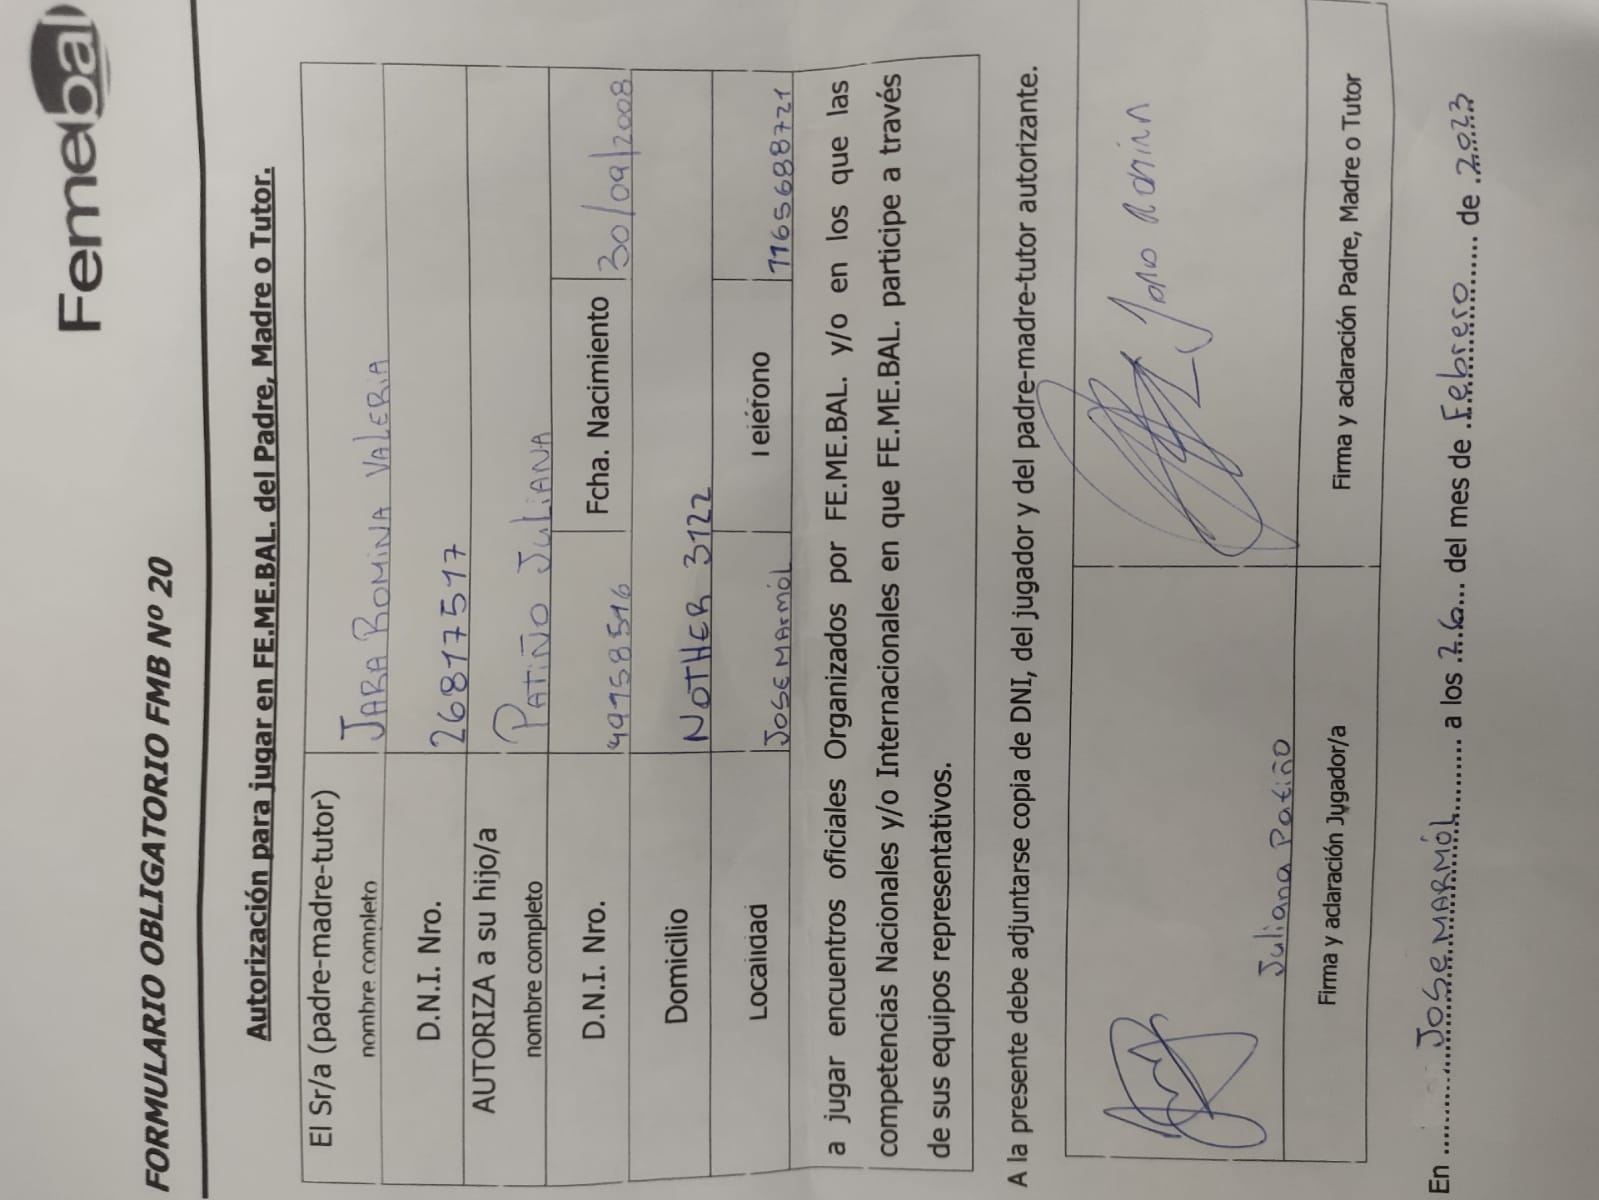 Femebal
FORMULARIO OBLIGATORIO FMB Nº 20
Autorización para jugar en FE.ME.BAL. del Padre, Madre o Tutor.
El Sr/a (padre-madre-tutor)
nombre completo
JARA ROMINA VALERIA
D.N.I. Nro.
26817517
AUTORIZA a su hijo/a
nombre completo
PATIÑO JULIANA
D.N.I. Nro.
49158516
Fcha. Nacimiento
30/09/2008
Domicilio
NOTHER 3122
Localidad
JOSE MARMOL
Teléfono
1165688721
a jugar encuentros oficiales Organizados por FE.ME.BAL. y/o en los que las
competencias Nacionales y/o Internacionales en que FE.ME.BAL. participe a través
de sus equipos representativos.
A la presente debe adjuntarse copia de DNI, del jugador y del padre-madre-tutor autorizante.
Juliana Patiño
Firma y aclaración Jugador/a
Jara Romina
Firma y aclaración Padre, Madre o Tutor
En JOSE MARMÓL a los 26 del mes de Febrero de 2023